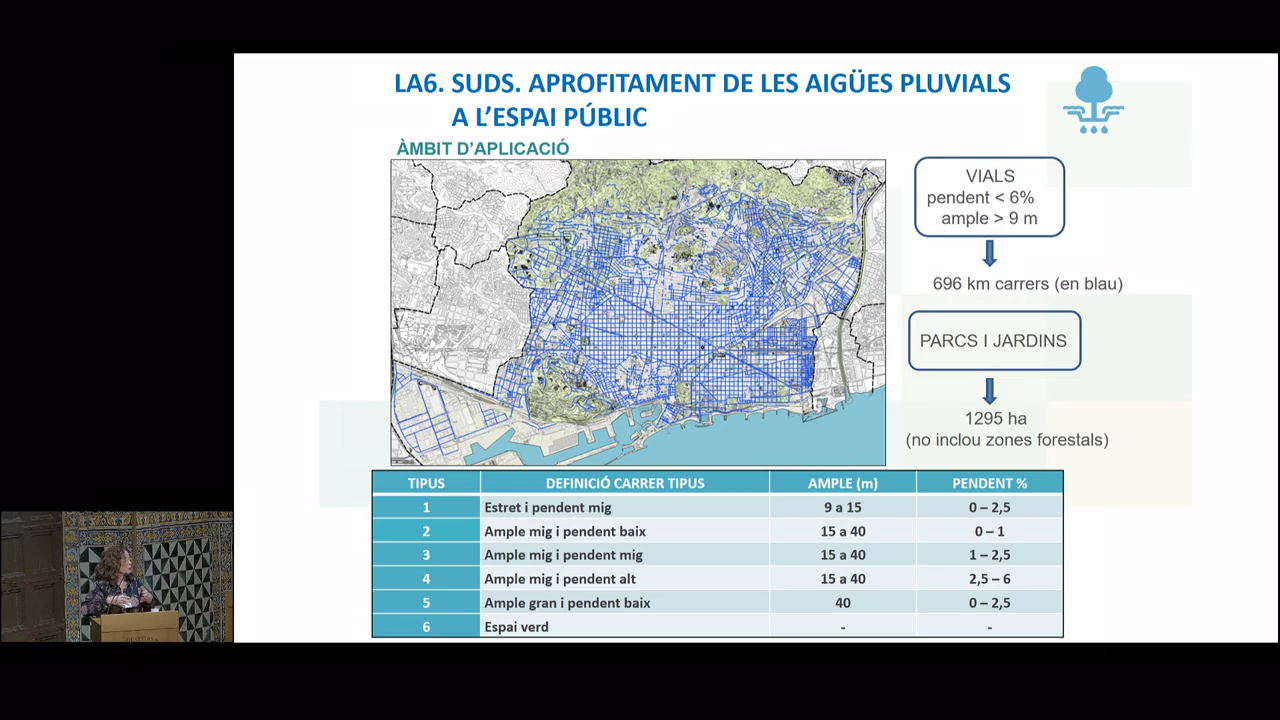 LA6. SUDS. APROFITAMENT DE LES AIGÜES PLUVIALS
A L'ESPAI PÚBLIC
ÀMBIT D'APLICACIÓ
VIALS
pendent < 6%
ample > 9 m
696 km carrers (en blau)
PARCS I JARDINS
1295 ha
(no inclou zones forestals)
TIPUS DEFINICIÓ CARRER TIPUS AMPLE (m) PENDENT %
1 Estret i pendent mig 9 a 15 0 – 2,5
2 Ample mig i pendent baix 15 a 40 0 – 1
3 Ample mig i pendent mig 15 a 40 1 – 2,5
4 Ample mig i pendent alt 15 a 40 2,5 – 6
5 Ample gran i pendent baix 40 0 – 2,5
6 Espai verd - -